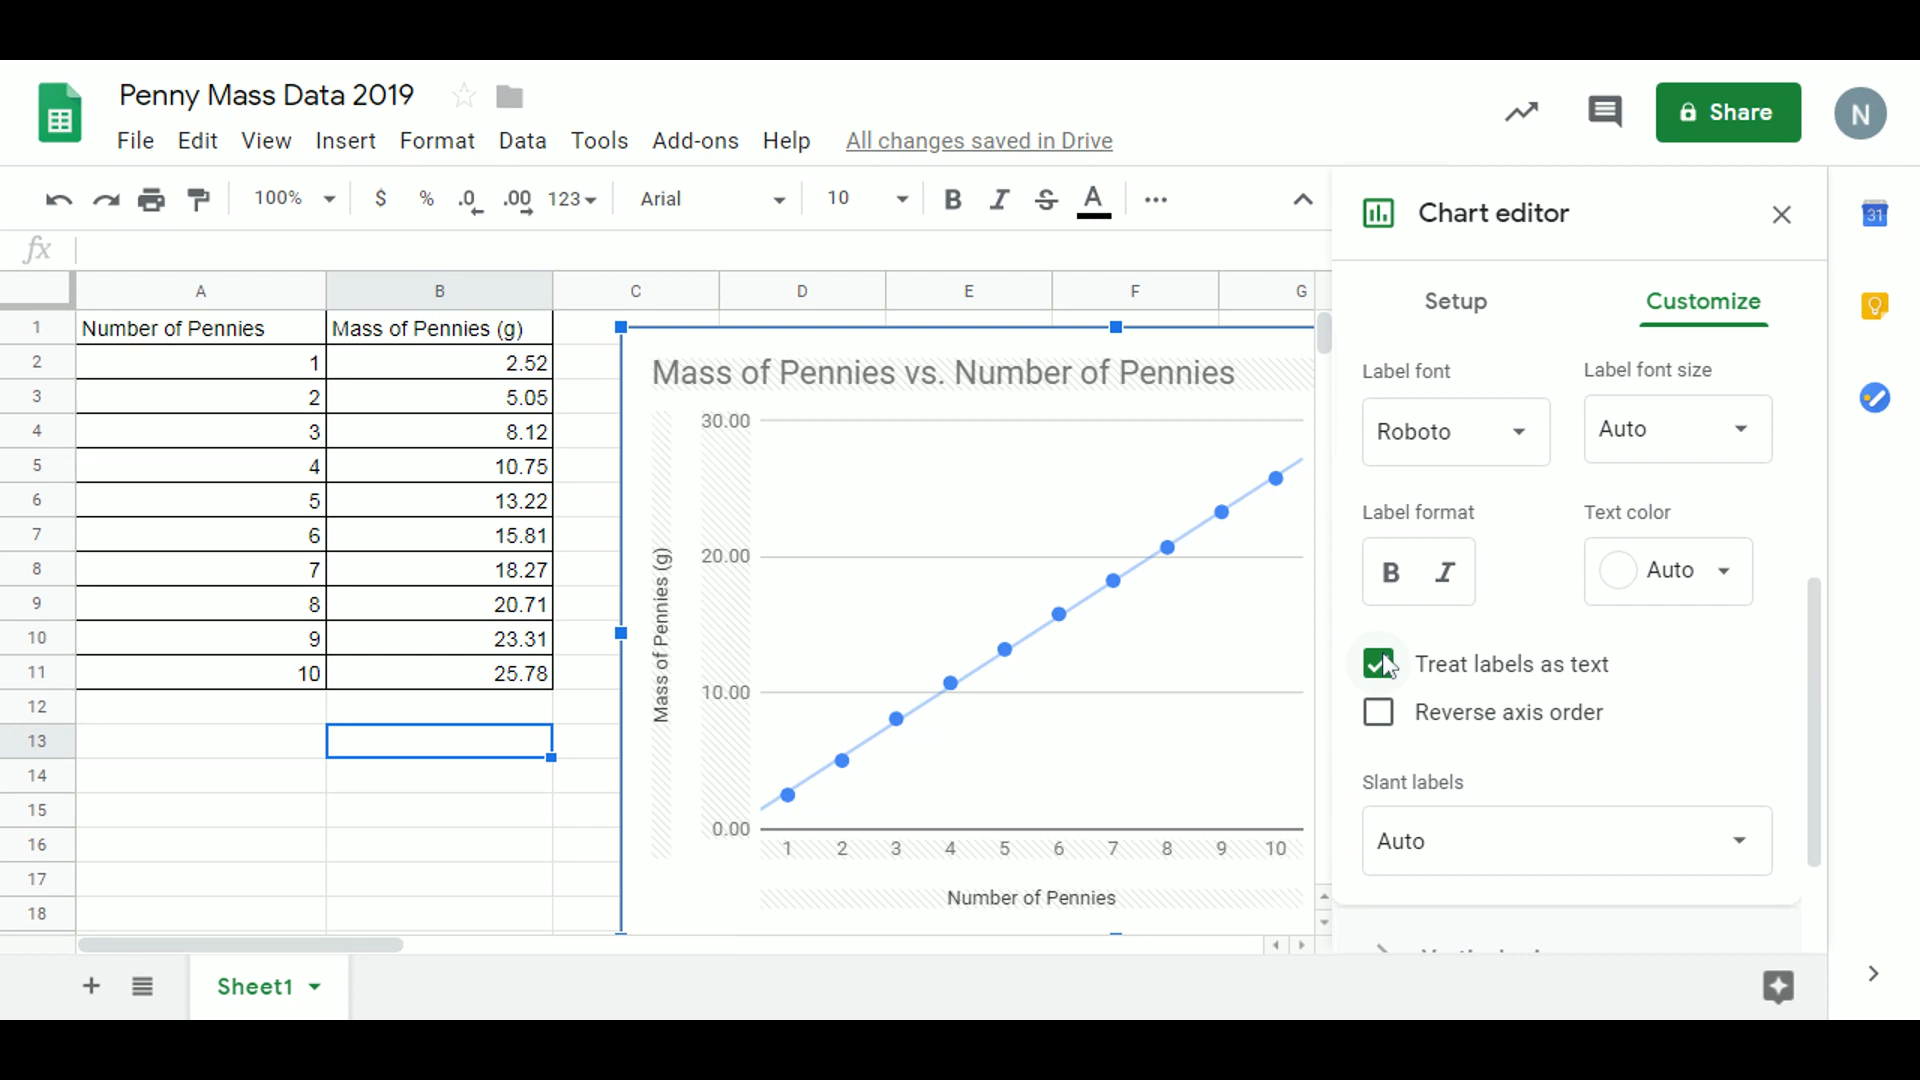 Penny Mass Data 2019
File Edit View Insert Format Data Tools Add-ons Help All changes saved in Drive
Share
N
100% $ % .0 .00 123 Arial 10 B I S A
31
fx
A B C D E F G
1 Number of Pennies Mass of Pennies (g)
2 1 2.52
3 2 5.05
4 3 8.12
5 4 10.75
6 5 13.22
7 6 15.81
8 7 18.27
9 8 20.71
10 9 23.31
11 10 25.78
12
13
14
15
16
17
18
Mass of Pennies vs. Number of Pennies
30.00
20.00
10.00
0.00
Mass of Pennies (g)
1 2 3 4 5 6 7 8 9 10
Number of Pennies
Chart editor
Setup Customize
Label font Label font size
Roboto Auto
Label format Text color
B I Auto
Treat labels as text
Reverse axis order
Slant labels
Auto
Sheet1